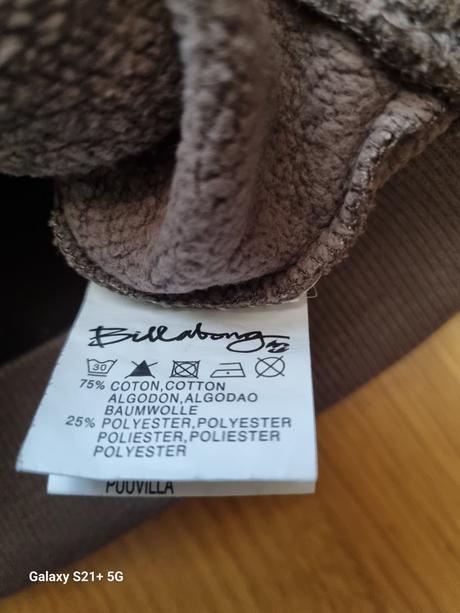 Billabong
30
75% COTON,COTTON
ALGODON,ALGODAO
BAUMWOLLE
25% POLYESTER,POLYESTER
POLIESTER,POLIESTER
POLYESTER
PUUVILLA
Galaxy S21+ 5G